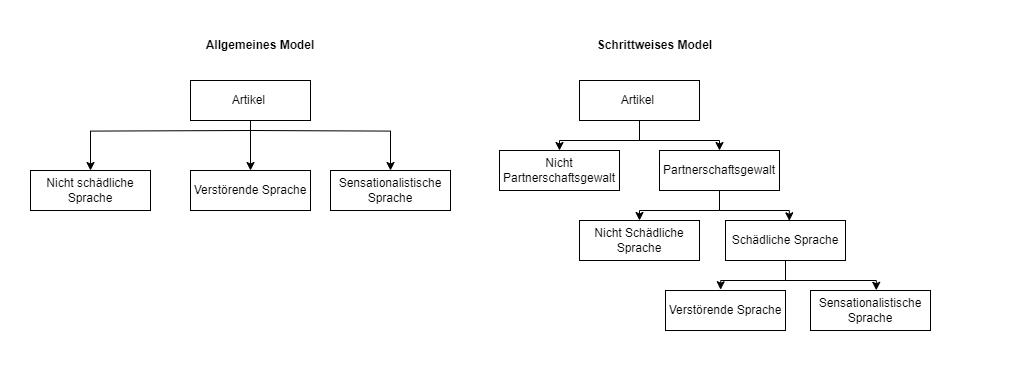 Allgemeines Model
Artikel
Nicht schädliche
Sprache
Verstörende Sprache
Sensationalistische
Sprache
Schrittweises Model
Artikel
Nicht
Partnerschaftsgewalt
Partnerschaftsgewalt
Nicht Schädliche
Sprache
Schädliche Sprache
Verstörende Sprache
Sensationalistische
Sprache